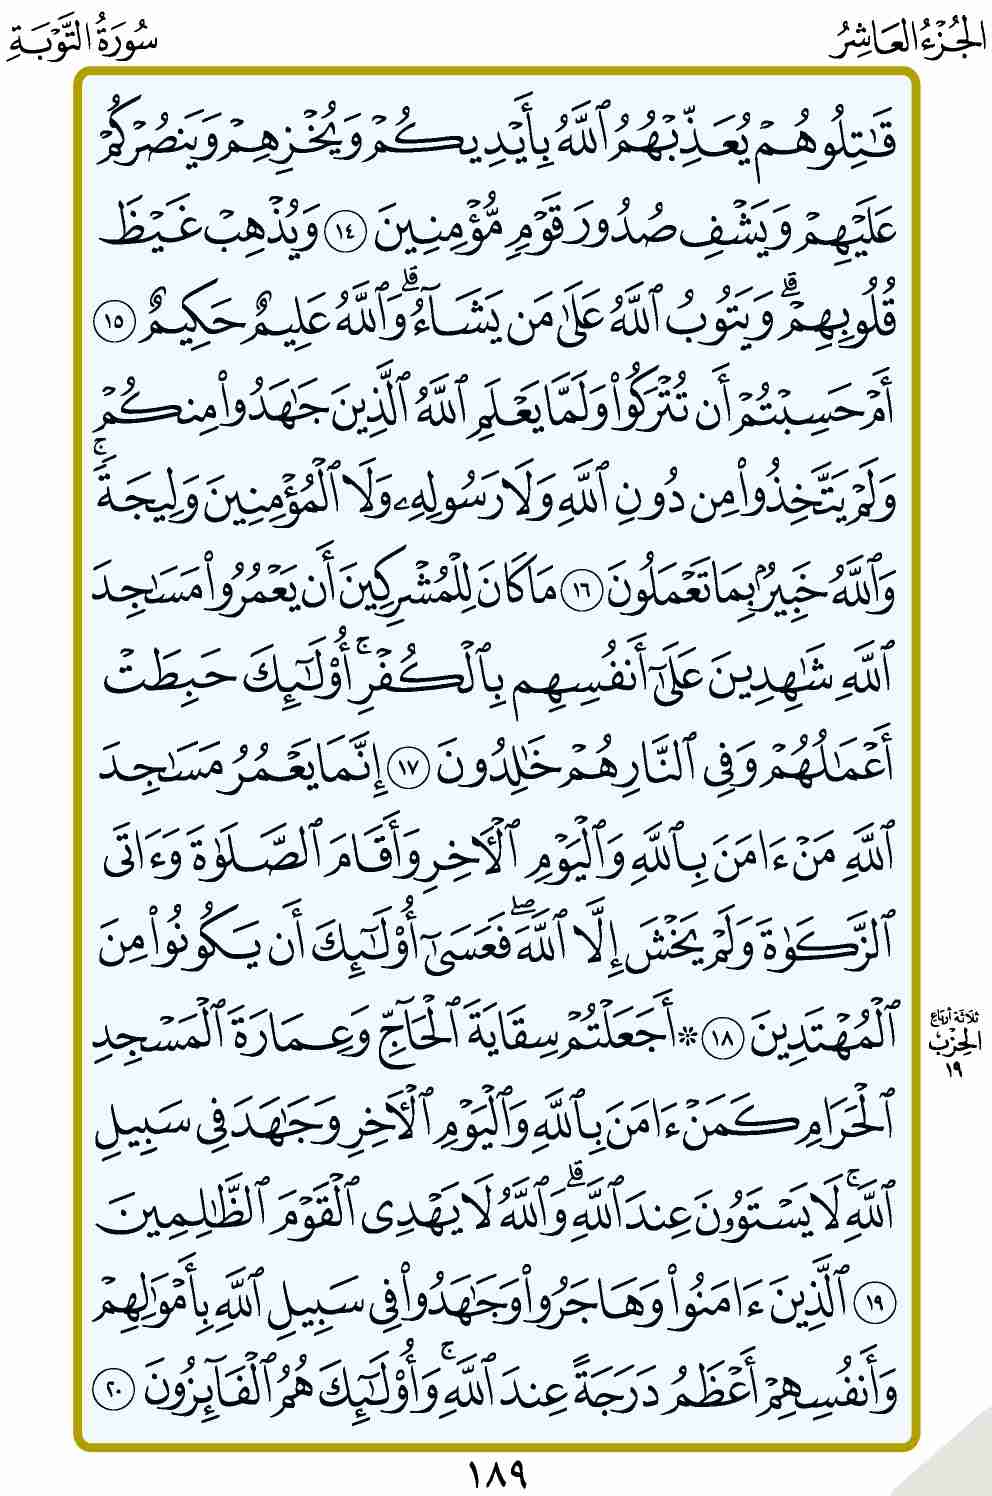 الجُزْءُ العَاشِرُ
سُورَةُ التَّوْبَةِ
قَٰتِلُوهُمْ يُعَذِّبْهُمُ ٱللَّهُ بِأَيْدِيكُمْ وَيُخْزِهِمْ وَيَنصُرْكُمْ
عَلَيْهِمْ وَيَشْفِ صُدُورَ قَوْمٍ مُّؤْمِنِينَ ١٤ وَيُذْهِبْ غَيْظَ
قُلُوبِهِمْۗ وَيَتُوبُ ٱللَّهُ عَلَىٰ مَن يَشَآءُۗ وَٱللَّهُ عَلِيمٌ حَكِيمٌ ١٥
أَمْ حَسِبْتُمْ أَن تُتْرَكُوا۟ وَلَمَّا يَعْلَمِ ٱللَّهُ ٱلَّذِينَ جَٰهَدُوا۟ مِنكُمْ
وَلَمْ يَتَّخِذُوا۟ مِن دُونِ ٱللَّهِ وَلَا رَسُولِهِۦ وَلَا ٱلْمُؤْمِنِينَ وَلِيجَةًۚ
وَٱللَّهُ خَبِيرٌۢ بِمَا تَعْمَلُونَ ١٦ مَا كَانَ لِلْمُشْرِكِينَ أَن يَعْمُرُوا۟ مَسَٰجِدَ
ٱللَّهِ شَٰهِدِينَ عَلَىٰٓ أَنفُسِهِم بِٱلْكُفْرِۚ أُو۟لَٰٓئِكَ حَبِطَتْ
أَعْمَٰلُهُمْ وَفِى ٱلنَّارِ هُمْ خَٰلِدُونَ ١٧ إِنَّمَا يَعْمُرُ مَسَٰجِدَ
ٱللَّهِ مَنْ ءَامَنَ بِٱللَّهِ وَٱلْيَوْمِ ٱلْءَاخِرِ وَأَقَامَ ٱلصَّلَوٰةَ وَءَاتَى
ٱلزَّكَوٰةَ وَلَمْ يَخْشَ إِلَّا ٱللَّهَۖ فَعَسَىٰٓ أُو۟لَٰٓئِكَ أَن يَكُونُوا۟ مِنَ
ٱلْمُهْتَدِينَ ١٨ ۞ أَجَعَلْتُمْ سِقَايَةَ ٱلْحَآجِّ وَعِمَارَةَ ٱلْمَسْجِدِ
ثلاثة أرباع
الحِزْب
١٩
ٱلْحَرَامِ كَمَنْ ءَامَنَ بِٱللَّهِ وَٱلْيَوْمِ ٱلْءَاخِرِ وَجَٰهَدَ فِى سَبِيلِ
ٱللَّهِۚ لَا يَسْتَوُۥنَ عِندَ ٱللَّهِۗ وَٱللَّهُ لَا يَهْدِى ٱلْقَوْمَ ٱلظَّٰلِمِينَ
١٩ ٱلَّذِينَ ءَامَنُوا۟ وَهَاجَرُوا۟ وَجَٰهَدُوا۟ فِى سَبِيلِ ٱللَّهِ بِأَمْوَٰلِهِمْ
وَأَنفُسِهِمْ أَعْظَمُ دَرَجَةً عِندَ ٱللَّهِۚ وَأُو۟لَٰٓئِكَ هُمُ ٱلْفَآئِزُونَ ٢٠
١٨٩